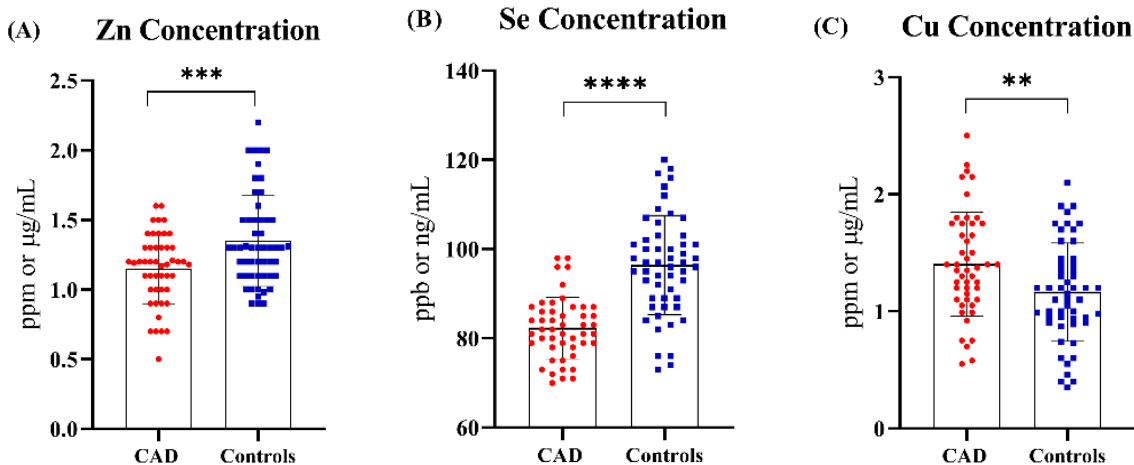 (A) Zn Concentration
***
2.5
2.0
1.5
1.0
0.5
0.0
ppm or µg/mL
CAD Controls
(B) Se Concentration
****
140
120
100
80
60
ppb or ng/mL
CAD Controls
(C) Cu Concentration
**
3
2
1
0
ppm or µg/mL
CAD Controls